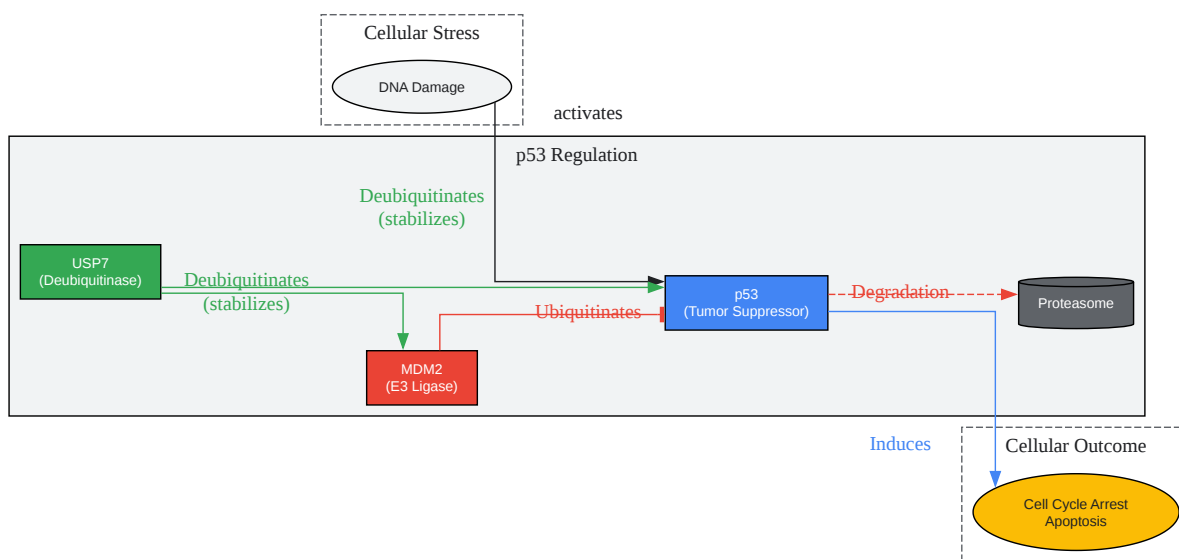 Cellular Stress
DNA Damage
activates
p53 Regulation
Deubiquitinates
(stabilizes)
USP7
(Deubiquitinase)
Deubiquitinates
(stabilizes)
p53
(Tumor Suppressor)
Degradation
Proteasome
Ubiquitinates
MDM2
(E3 Ligase)
Induces
Cellular Outcome
Cell Cycle Arrest
Apoptosis